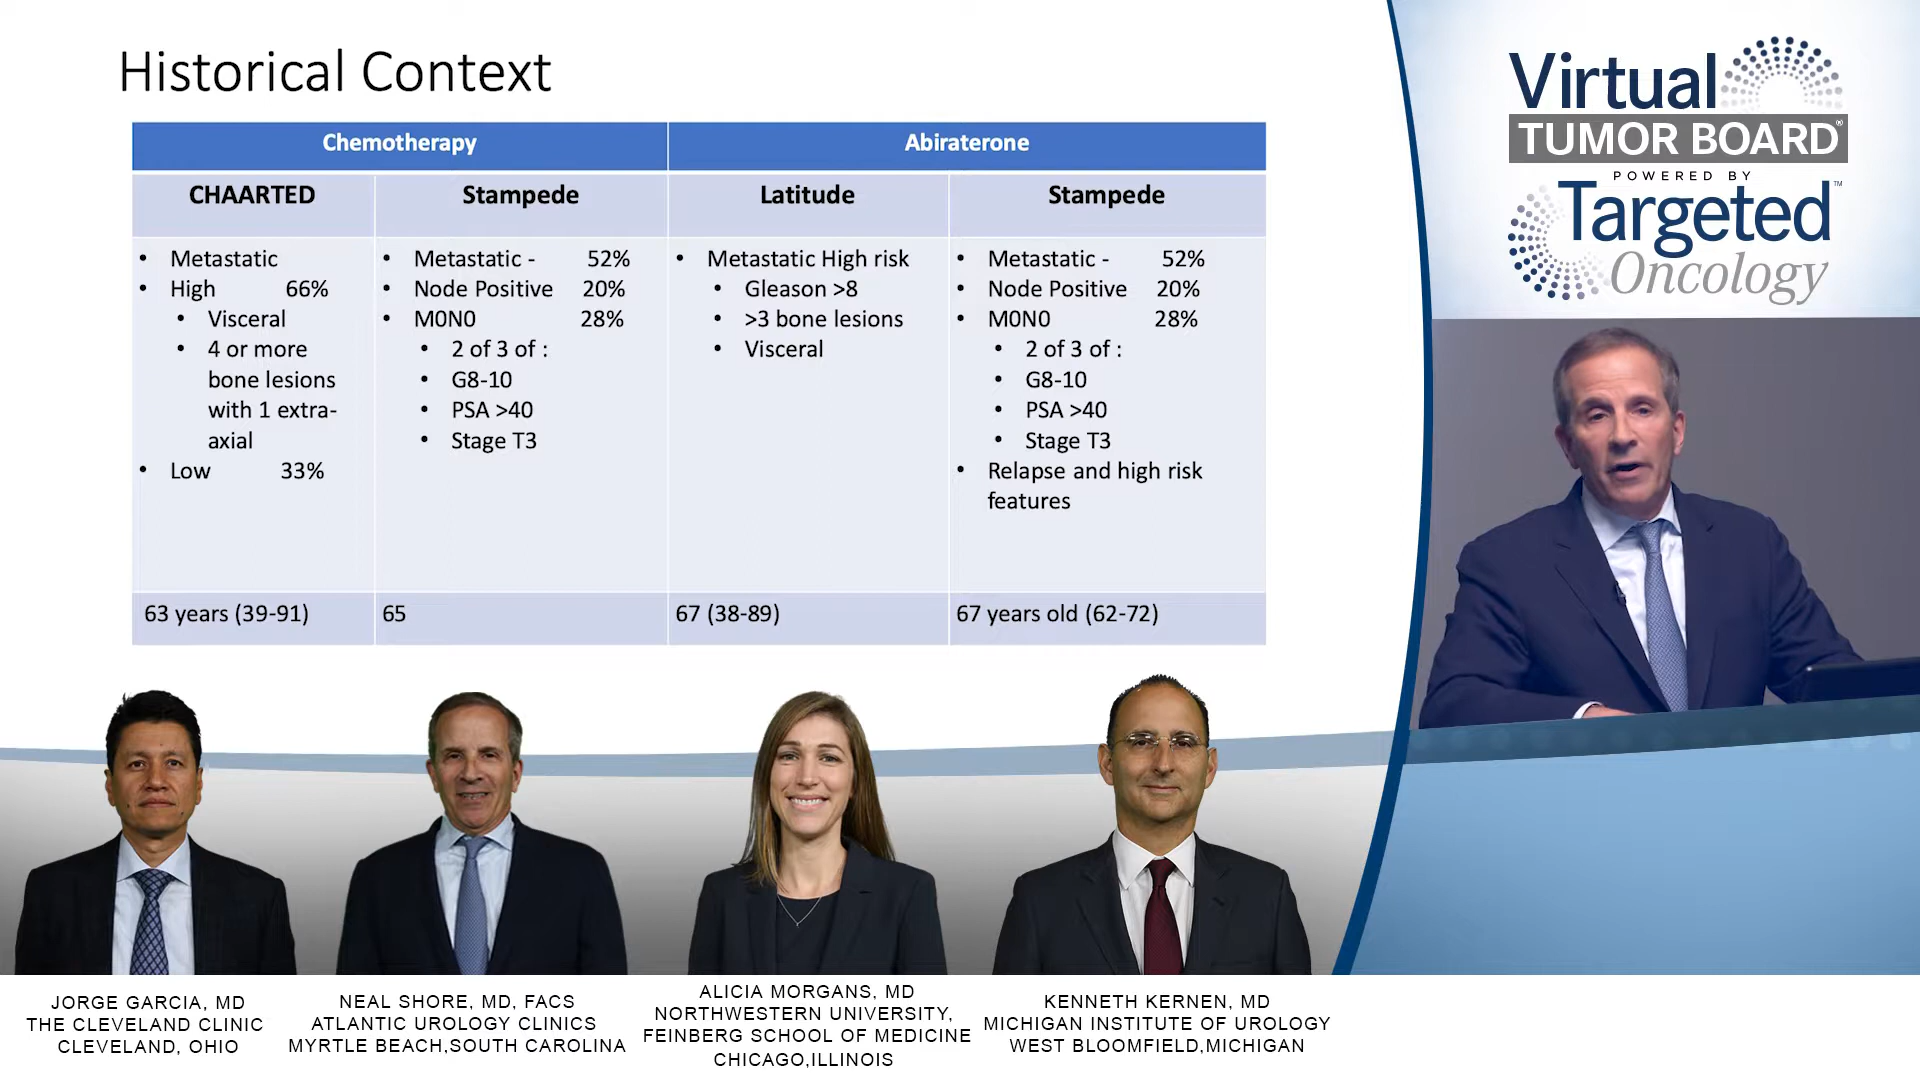 Historical Context
Chemotherapy
Abiraterone
CHAARTED
Stampede
Latitude
Stampede
• Metastatic
• High 66%
• Visceral
• 4 or more
bone lesions
with 1 extra-
axial
• Low 33%
• Metastatic - 52%
• Node Positive 20%
• M0N0 28%
• 2 of 3 of :
• G8-10
• PSA >40
• Stage T3
• Metastatic High risk
• Gleason >8
• >3 bone lesions
• Visceral
• Metastatic - 52%
• Node Positive 20%
• M0N0 28%
• 2 of 3 of :
• G8-10
• PSA >40
• Stage T3
• Relapse and high risk
features
63 years (39-91)
65
67 (38-89)
67 years old (62-72)
Virtual
TUMOR BOARD®
POWERED BY
Targeted™
Oncology
JORGE GARCIA, MD
THE CLEVELAND CLINIC
CLEVELAND, OHIO
NEAL SHORE, MD, FACS
ATLANTIC UROLOGY CLINICS
MYRTLE BEACH,SOUTH CAROLINA
ALICIA MORGANS, MD
NORTHWESTERN UNIVERSITY,
FEINBERG SCHOOL OF MEDICINE
CHICAGO,ILLINOIS
KENNETH KERNEN, MD
MICHIGAN INSTITUTE OF UROLOGY
WEST BLOOMFIELD,MICHIGAN